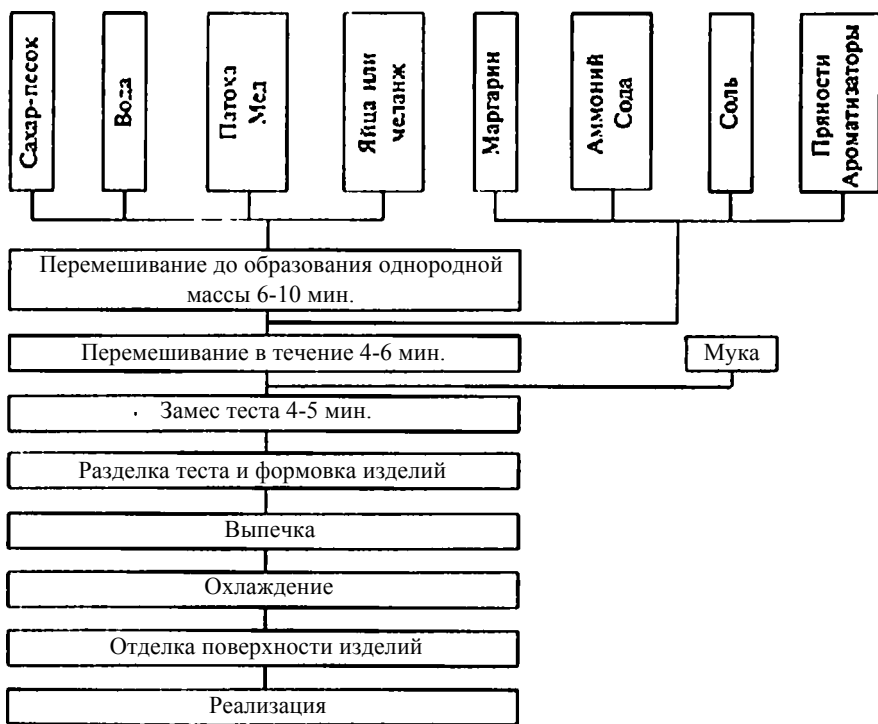 Сахар-песок
Вода
Патока
Мед
Яйца или
меланж
Маргарин
Аммоний
Сода
Соль
Пряности
Ароматизаторы
Перемешивание до образования однородной
массы 6-10 мин.
Перемешивание в течение 4-6 мин.
Мука
Замес теста 4-5 мин.
Разделка теста и формовка изделий
Выпечка
Охлаждение
Отделка поверхности изделий
Реализация